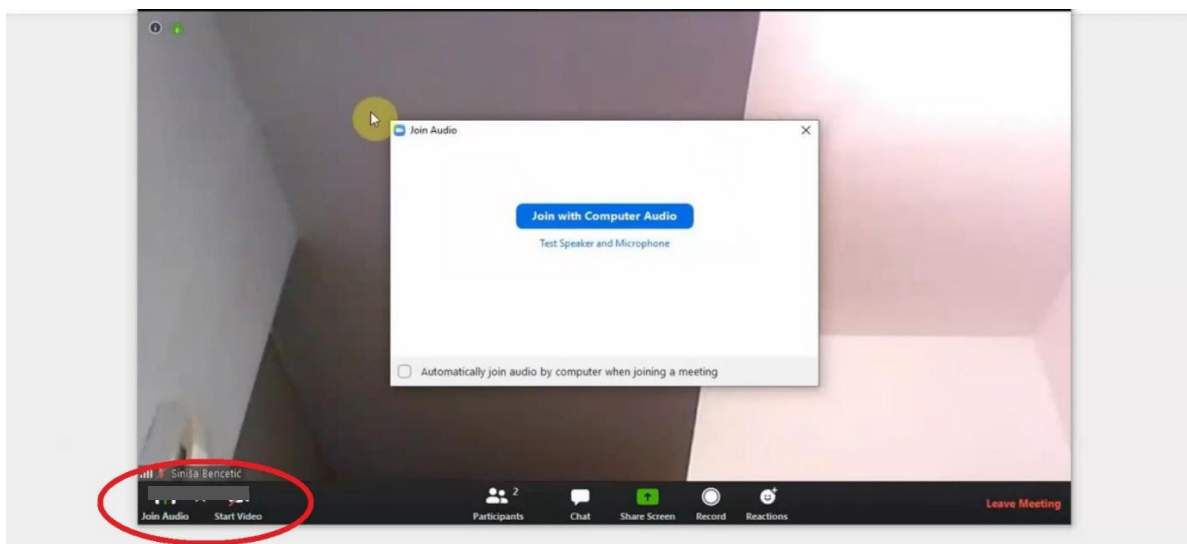 Join Audio
Join with Computer Audio
Test Speaker and Microphone
Automatically join audio by computer when joining a meeting
Siniša Bencetić
2
Join Audio Start Video Participants Chat Share Screen Record Reactions Leave Meeting